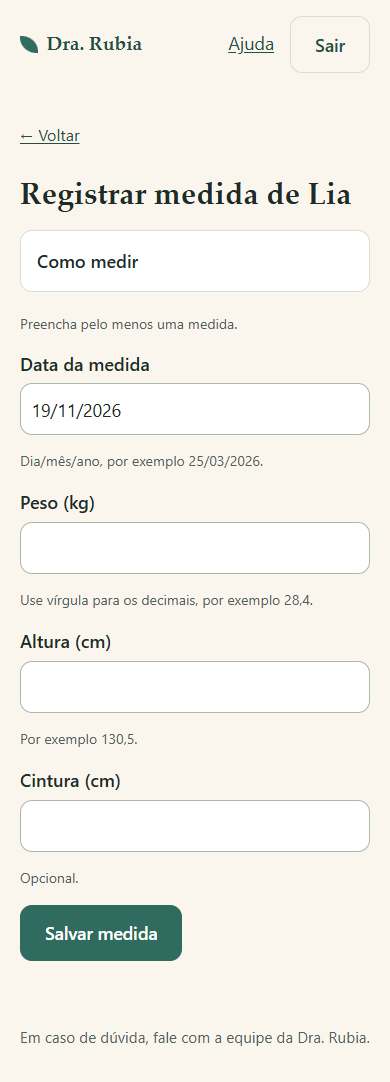 Dra. Rubia
Ajuda
Sair
← Voltar
Registrar medida de Lia
Como medir
Preencha pelo menos uma medida.
Data da medida
19/11/2026
Dia/mês/ano, por exemplo 25/03/2026.
Peso (kg)
Use vírgula para os decimais, por exemplo 28,4.
Altura (cm)
Por exemplo 130,5.
Cintura (cm)
Opcional.
Salvar medida
Em caso de dúvida, fale com a equipe da Dra. Rubia.